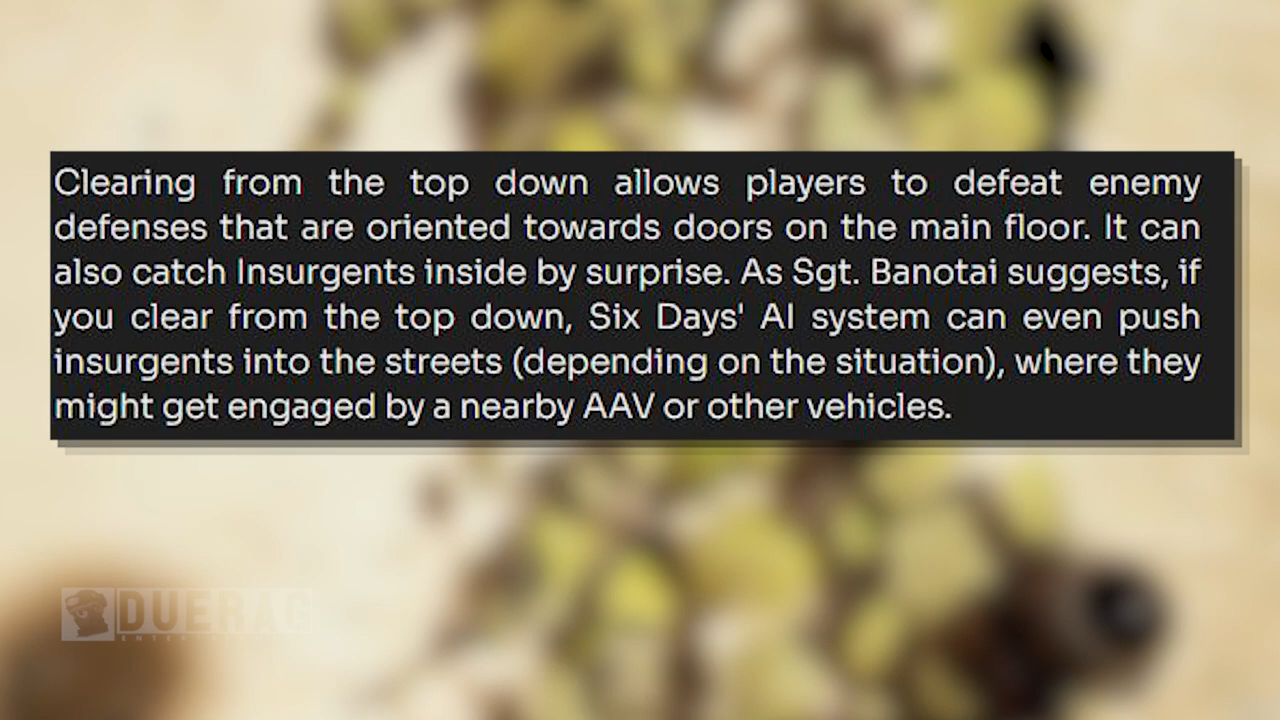 Clearing from the top down allows players to defeat enemy
defenses that are oriented towards doors on the main floor. It can
also catch Insurgents inside by surprise. As Sgt. Banotai suggests, if
you clear from the top down, Six Days' AI system can even push
insurgents into the streets (depending on the situation), where they
might get engaged by a nearby AAV or other vehicles.
DUERAG